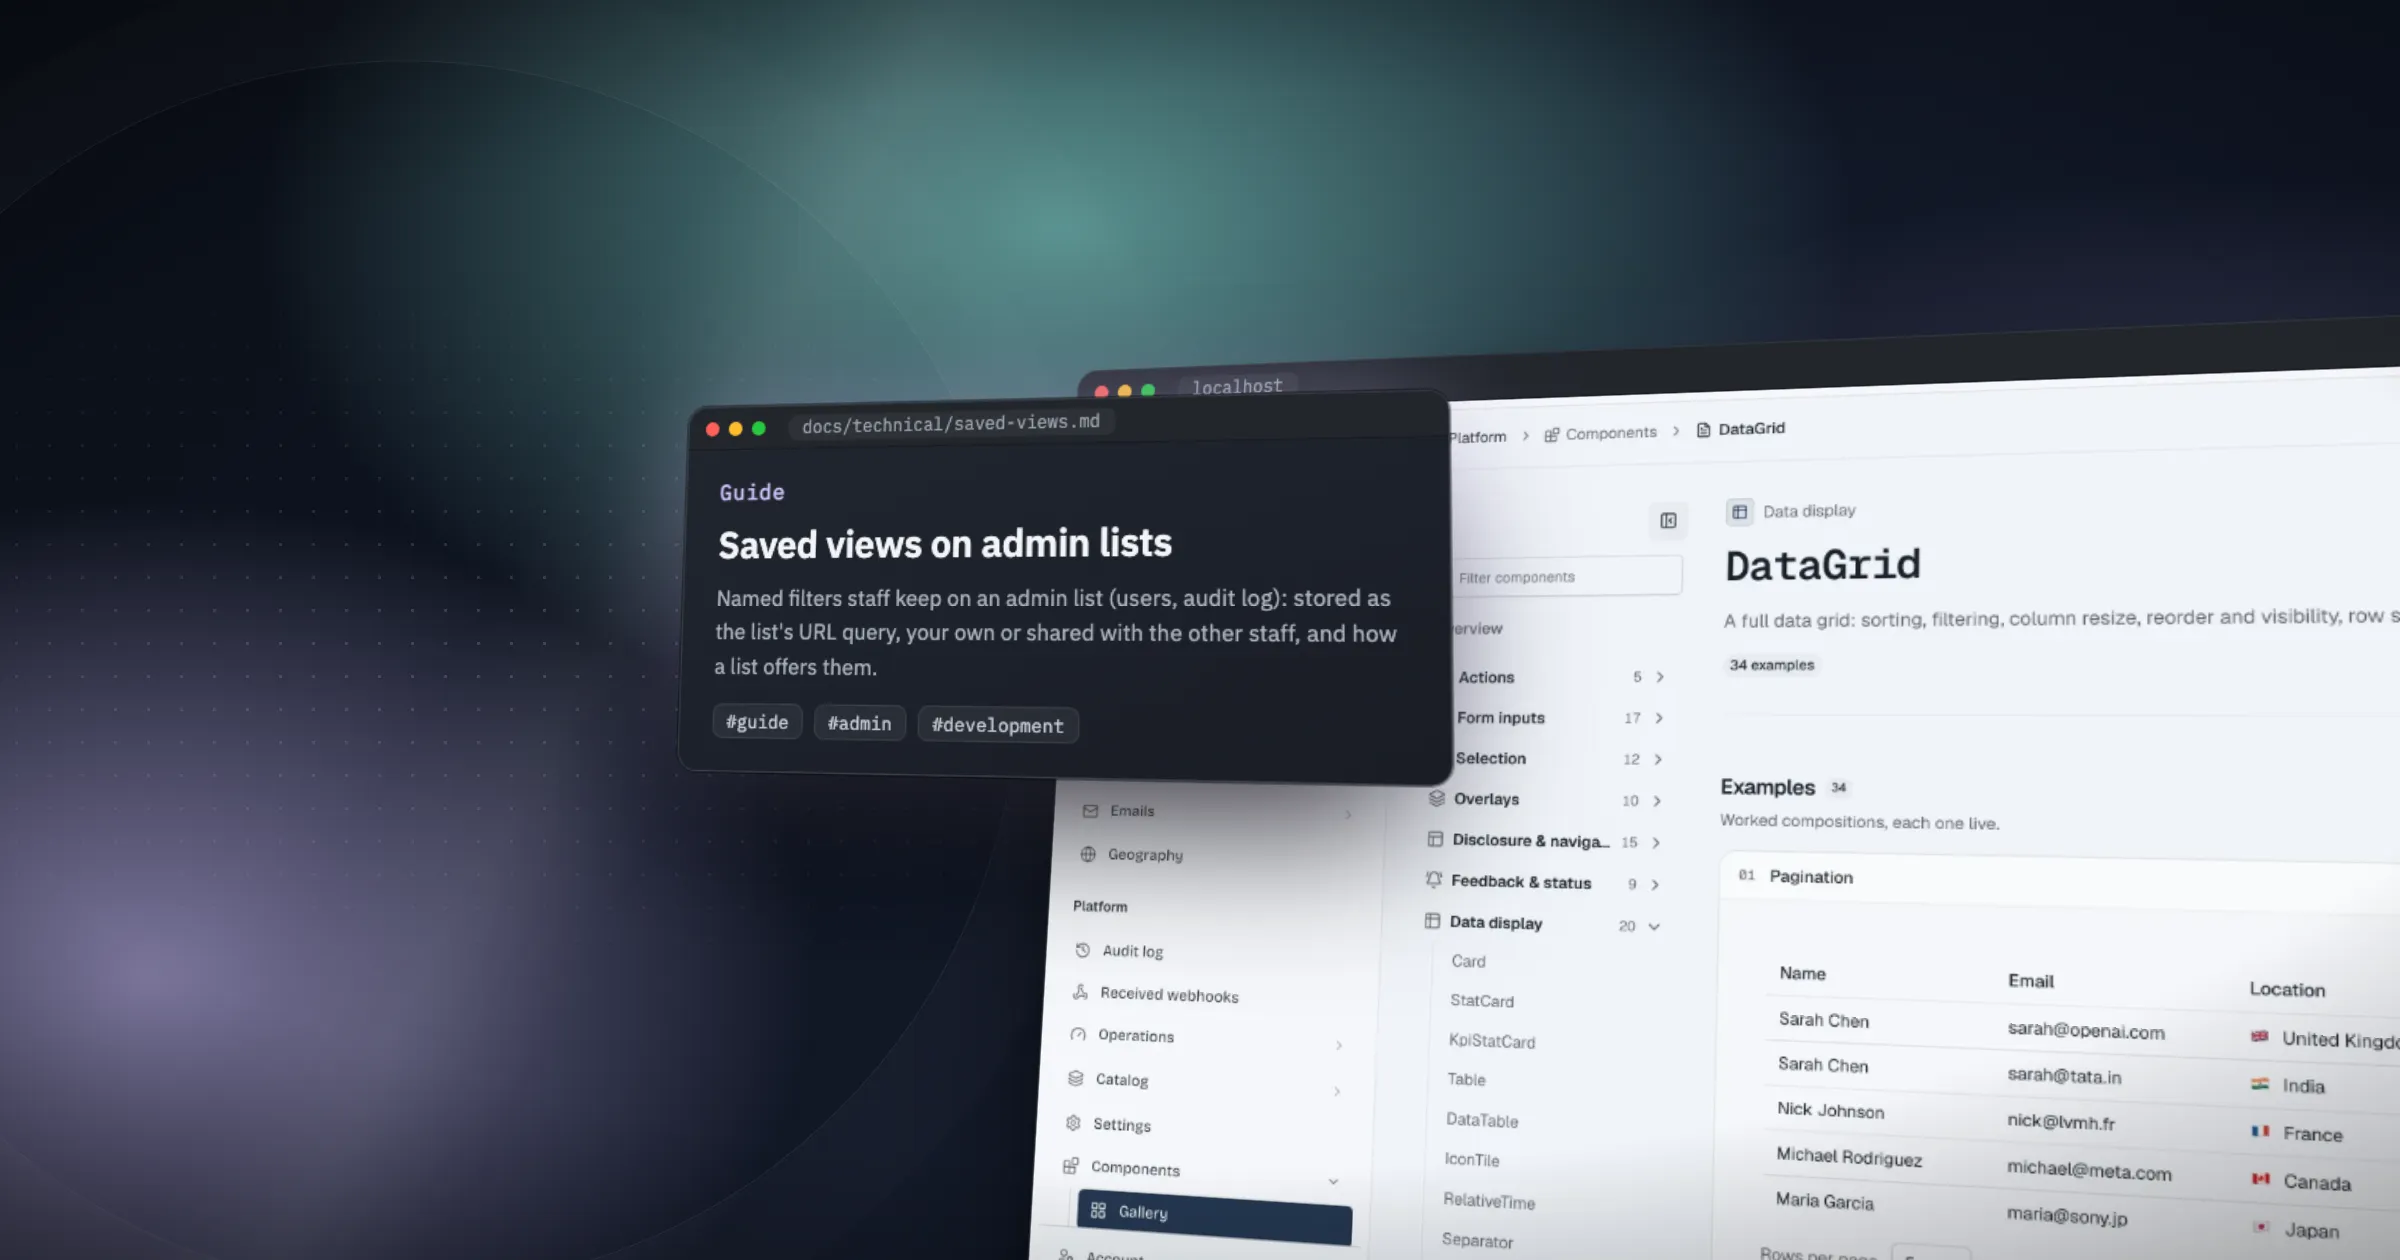 localhost
docs/technical/saved-views.md
Guide
Saved views on admin lists
Named filters staff keep on an admin list (users, audit log): stored as
the list's URL query, your own or shared with the other staff, and how
a list offers them.
#guide #admin #development
Platform > Components > DataGrid
Filter components
Actions 5
Form inputs 17
Selection 12
Overlays 10
Disclosure & naviga... 15
Feedback & status 9
Data display 20
Card
StatCard
KpiStatCard
Table
DataTable
IconTile
RelativeTime
Separator
Emails
Geography
Platform
Audit log
Received webhooks
Operations
Catalog
Settings
Components
Gallery
Data display
DataGrid
A full data grid: sorting, filtering, column resize, reorder and visibility, row
34 examples
Examples 34
Worked compositions, each one live.
01 Pagination
Name Email Location
Sarah Chen sarah@openai.com United
Sarah Chen sarah@tata.in India
Nick Johnson nick@lvmh.fr France
Michael Rodriguez michael@meta.com Canada
Maria Garcia maria@sony.jp Japan